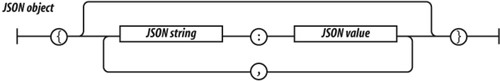 JSON object
{ JSON string : JSON value }
,